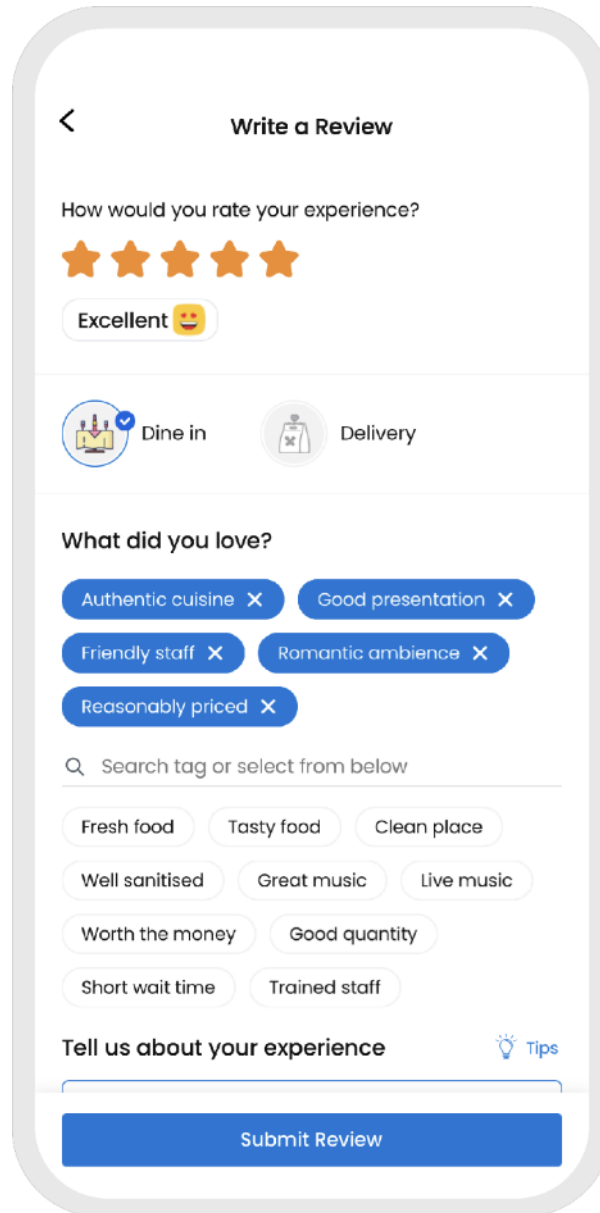 Write a Review
How would you rate your experience?
Excellent
Dine in
Delivery
What did you love?
Authentic cuisine
Good presentation
Friendly staff
Romantic ambience
Reasonably priced
Search tag or select from below
Fresh food
Tasty food
Clean place
Well sanitised
Great music
Live music
Worth the money
Good quantity
Short wait time
Trained staff
Tell us about your experience
Tips
Submit Review